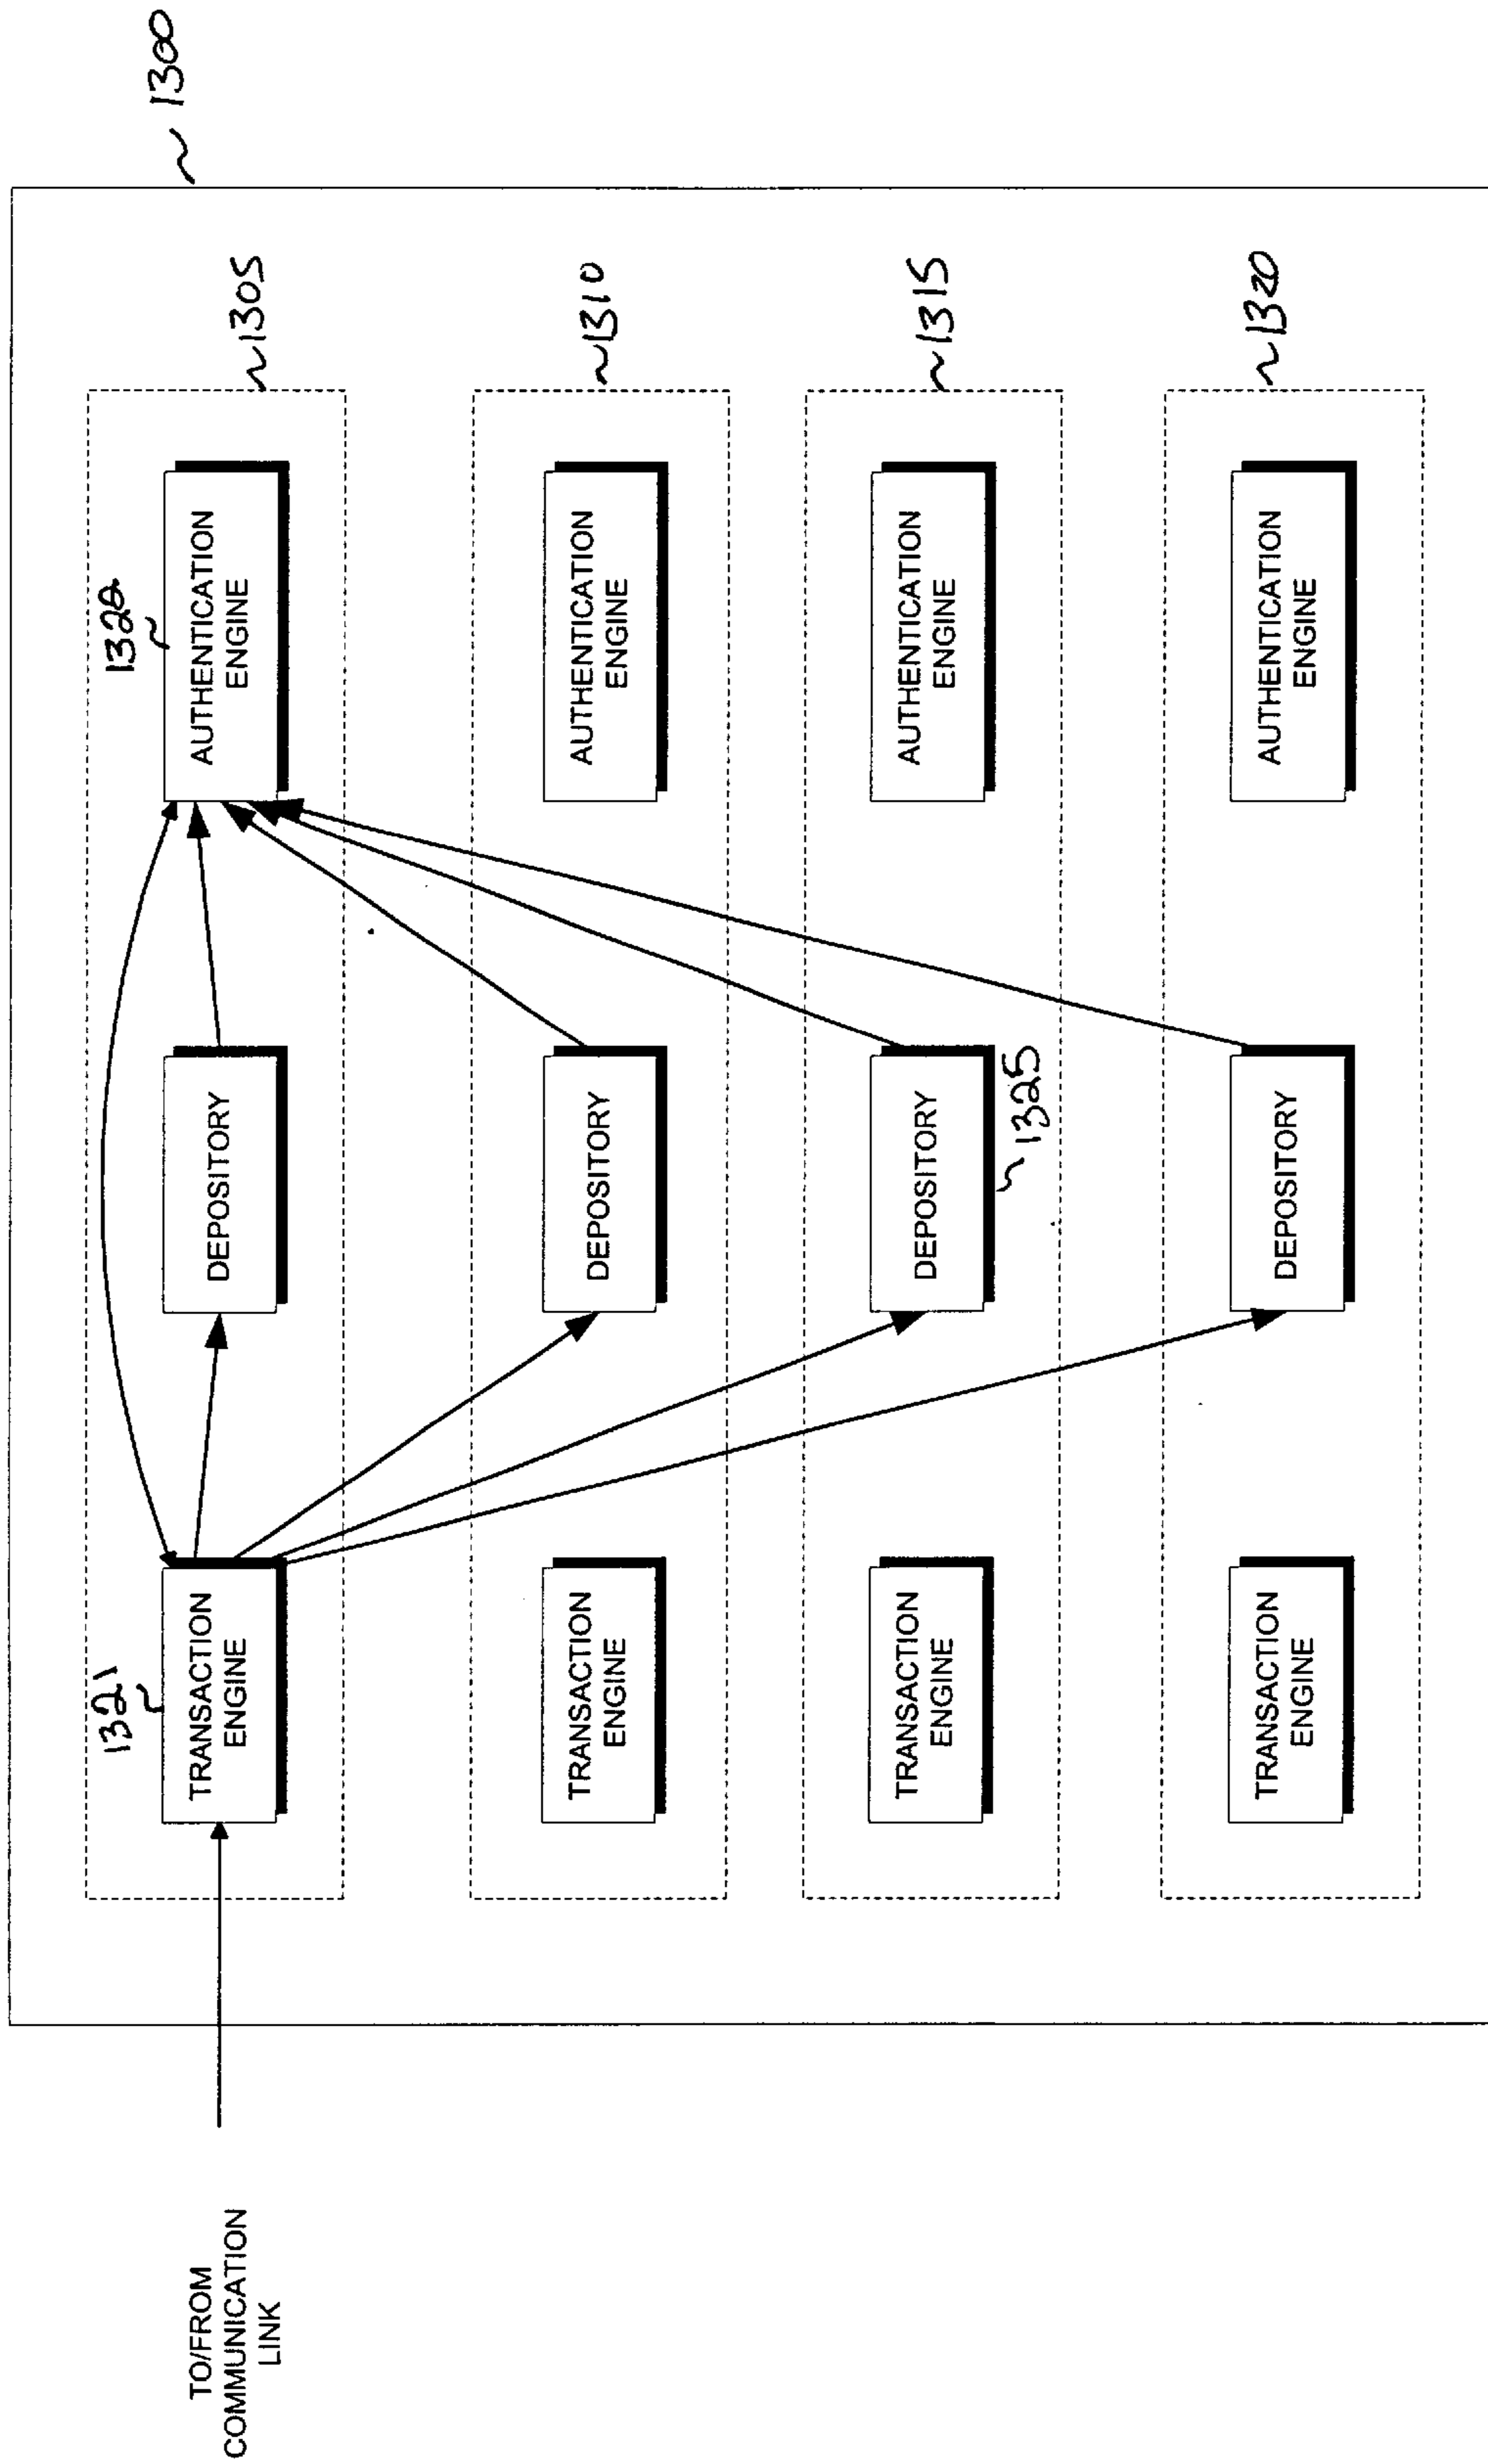 1300
1321
TO/FROM
COMMUNICATION
LINK
TRANSACTION
ENGINE
DEPOSITORY
AUTHENTICATION
ENGINE
1305
TRANSACTION
ENGINE
DEPOSITORY
AUTHENTICATION
ENGINE
1310
TRANSACTION
ENGINE
DEPOSITORY
AUTHENTICATION
ENGINE
1315
1325
TRANSACTION
ENGINE
DEPOSITORY
AUTHENTICATION
ENGINE
1320